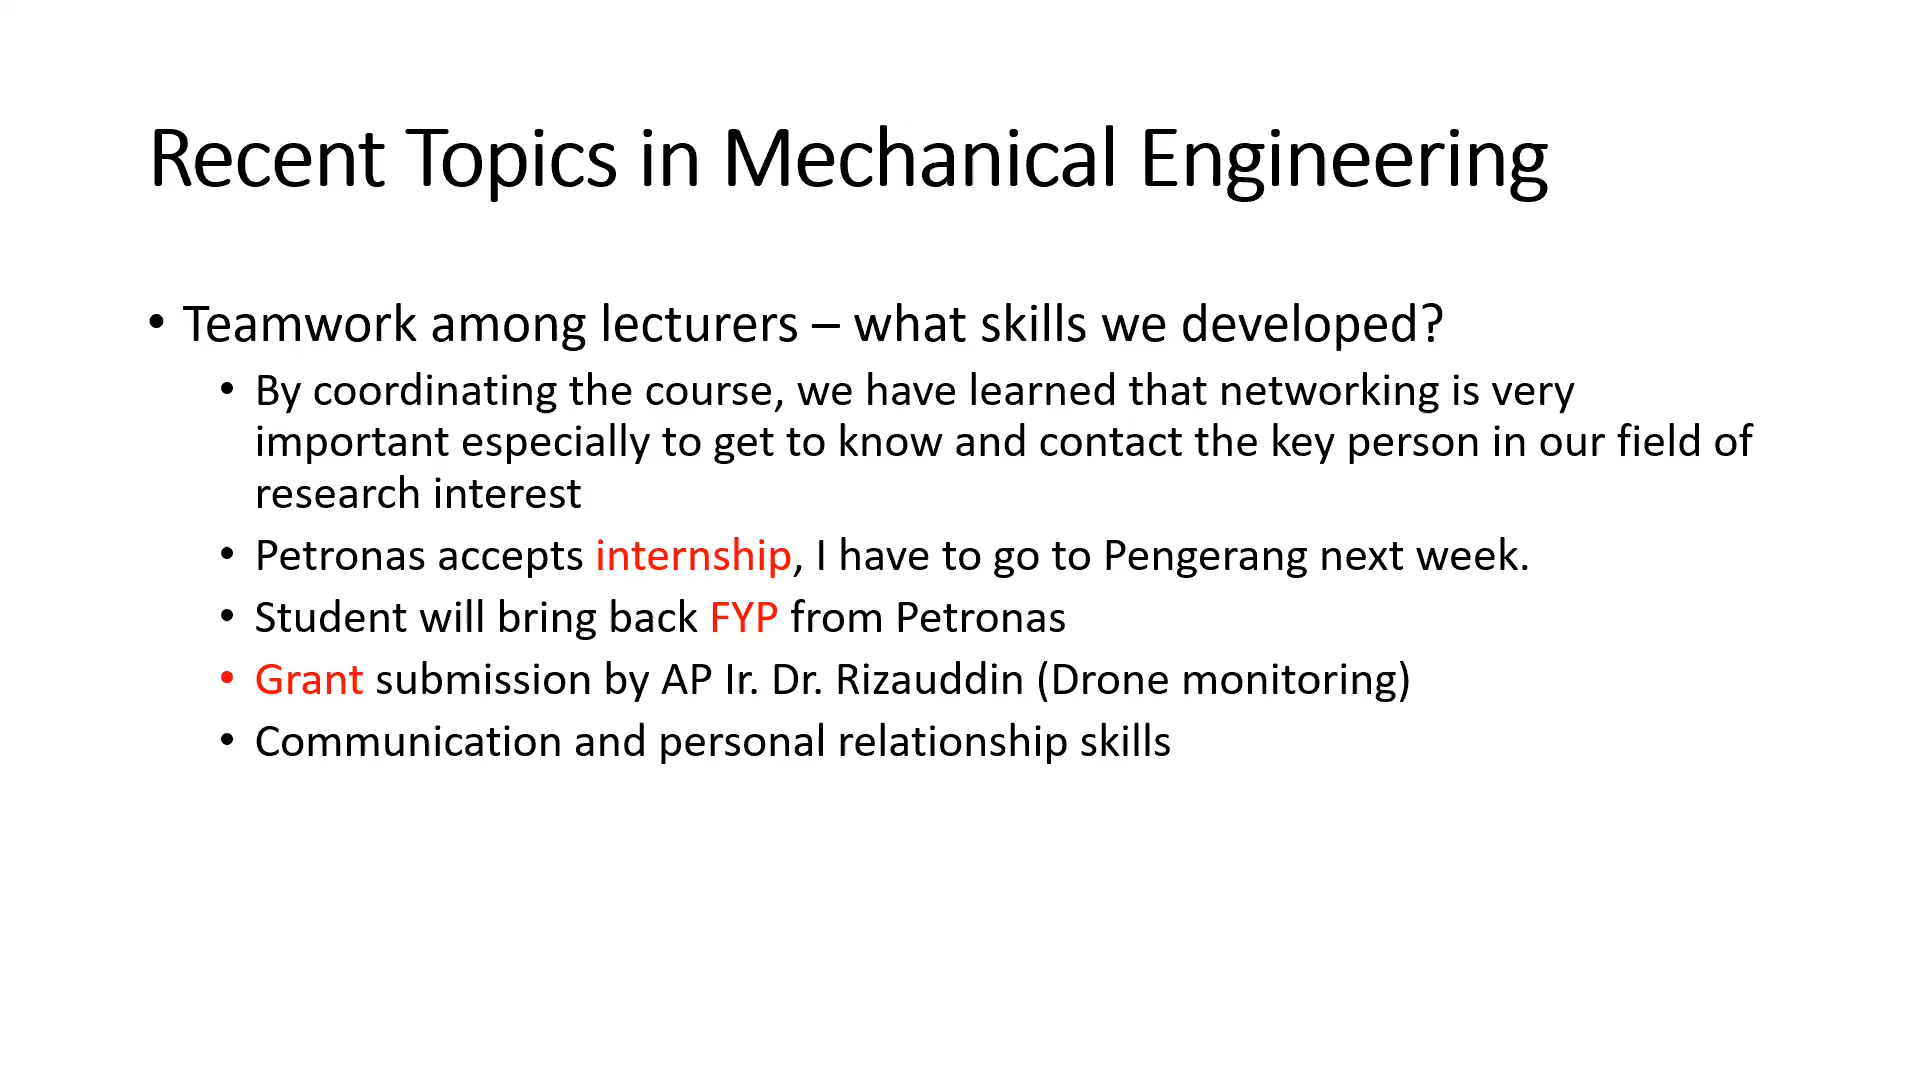 Recent Topics in Mechanical Engineering
• Teamwork among lecturers – what skills we developed?
• By coordinating the course, we have learned that networking is very
important especially to get to know and contact the key person in our field of
research interest
• Petronas accepts internship, I have to go to Pengerang next week.
• Student will bring back FYP from Petronas
• Grant submission by AP Ir. Dr. Rizauddin (Drone monitoring)
• Communication and personal relationship skills